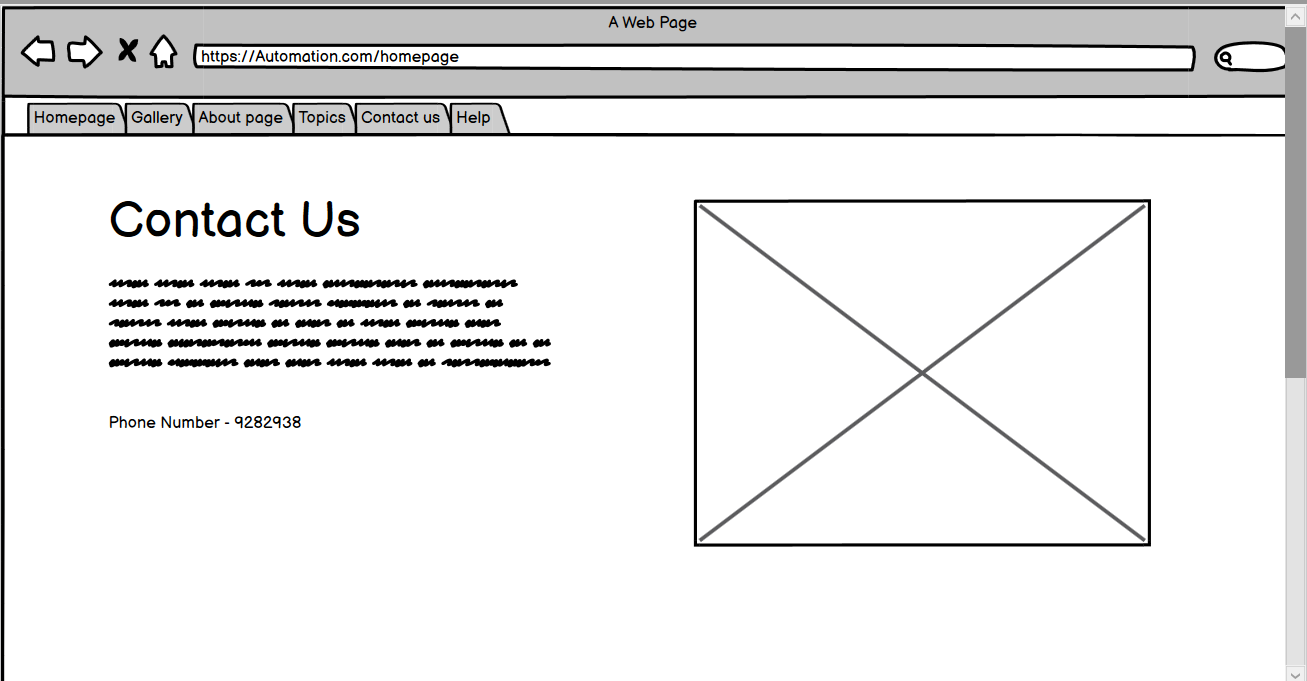 A Web Page
https://Automation.com/homepage
Homepage Gallery About page Topics Contact us Help
Contact Us
Phone Number - 9282938